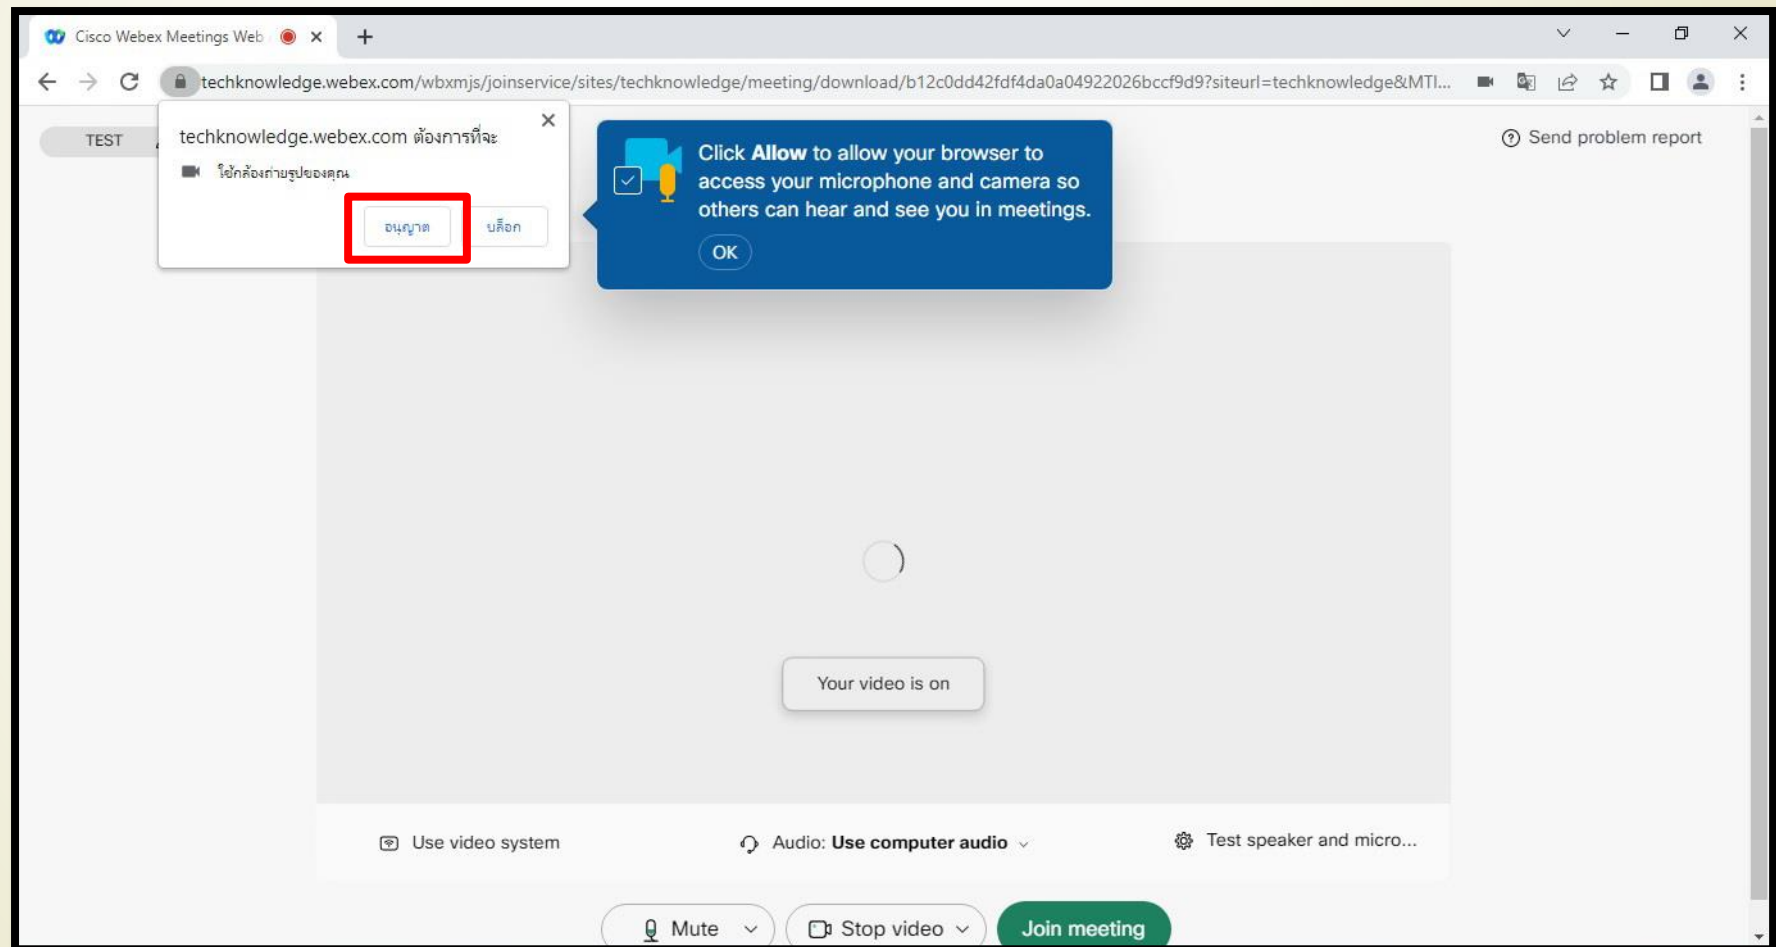 Cisco Webex Meetings Web
techknowledge.webex.com/wbxmjs/joinservice/sites/techknowledge/meeting/download/b12c0dd42fdf4da0a04922026bccf9d9?siteurl=techknowledge&MTI...
TEST
techknowledge.webex.com ต้องการที่จะ
ใช้กล้องถ่ายรูปของคุณ
อนุญาต
บล็อก
Click Allow to allow your browser to
access your microphone and camera so
others can hear and see you in meetings.
OK
Send problem report
Your video is on
Use video system
Audio: Use computer audio
Test speaker and micro...
Mute
Stop video
Join meeting